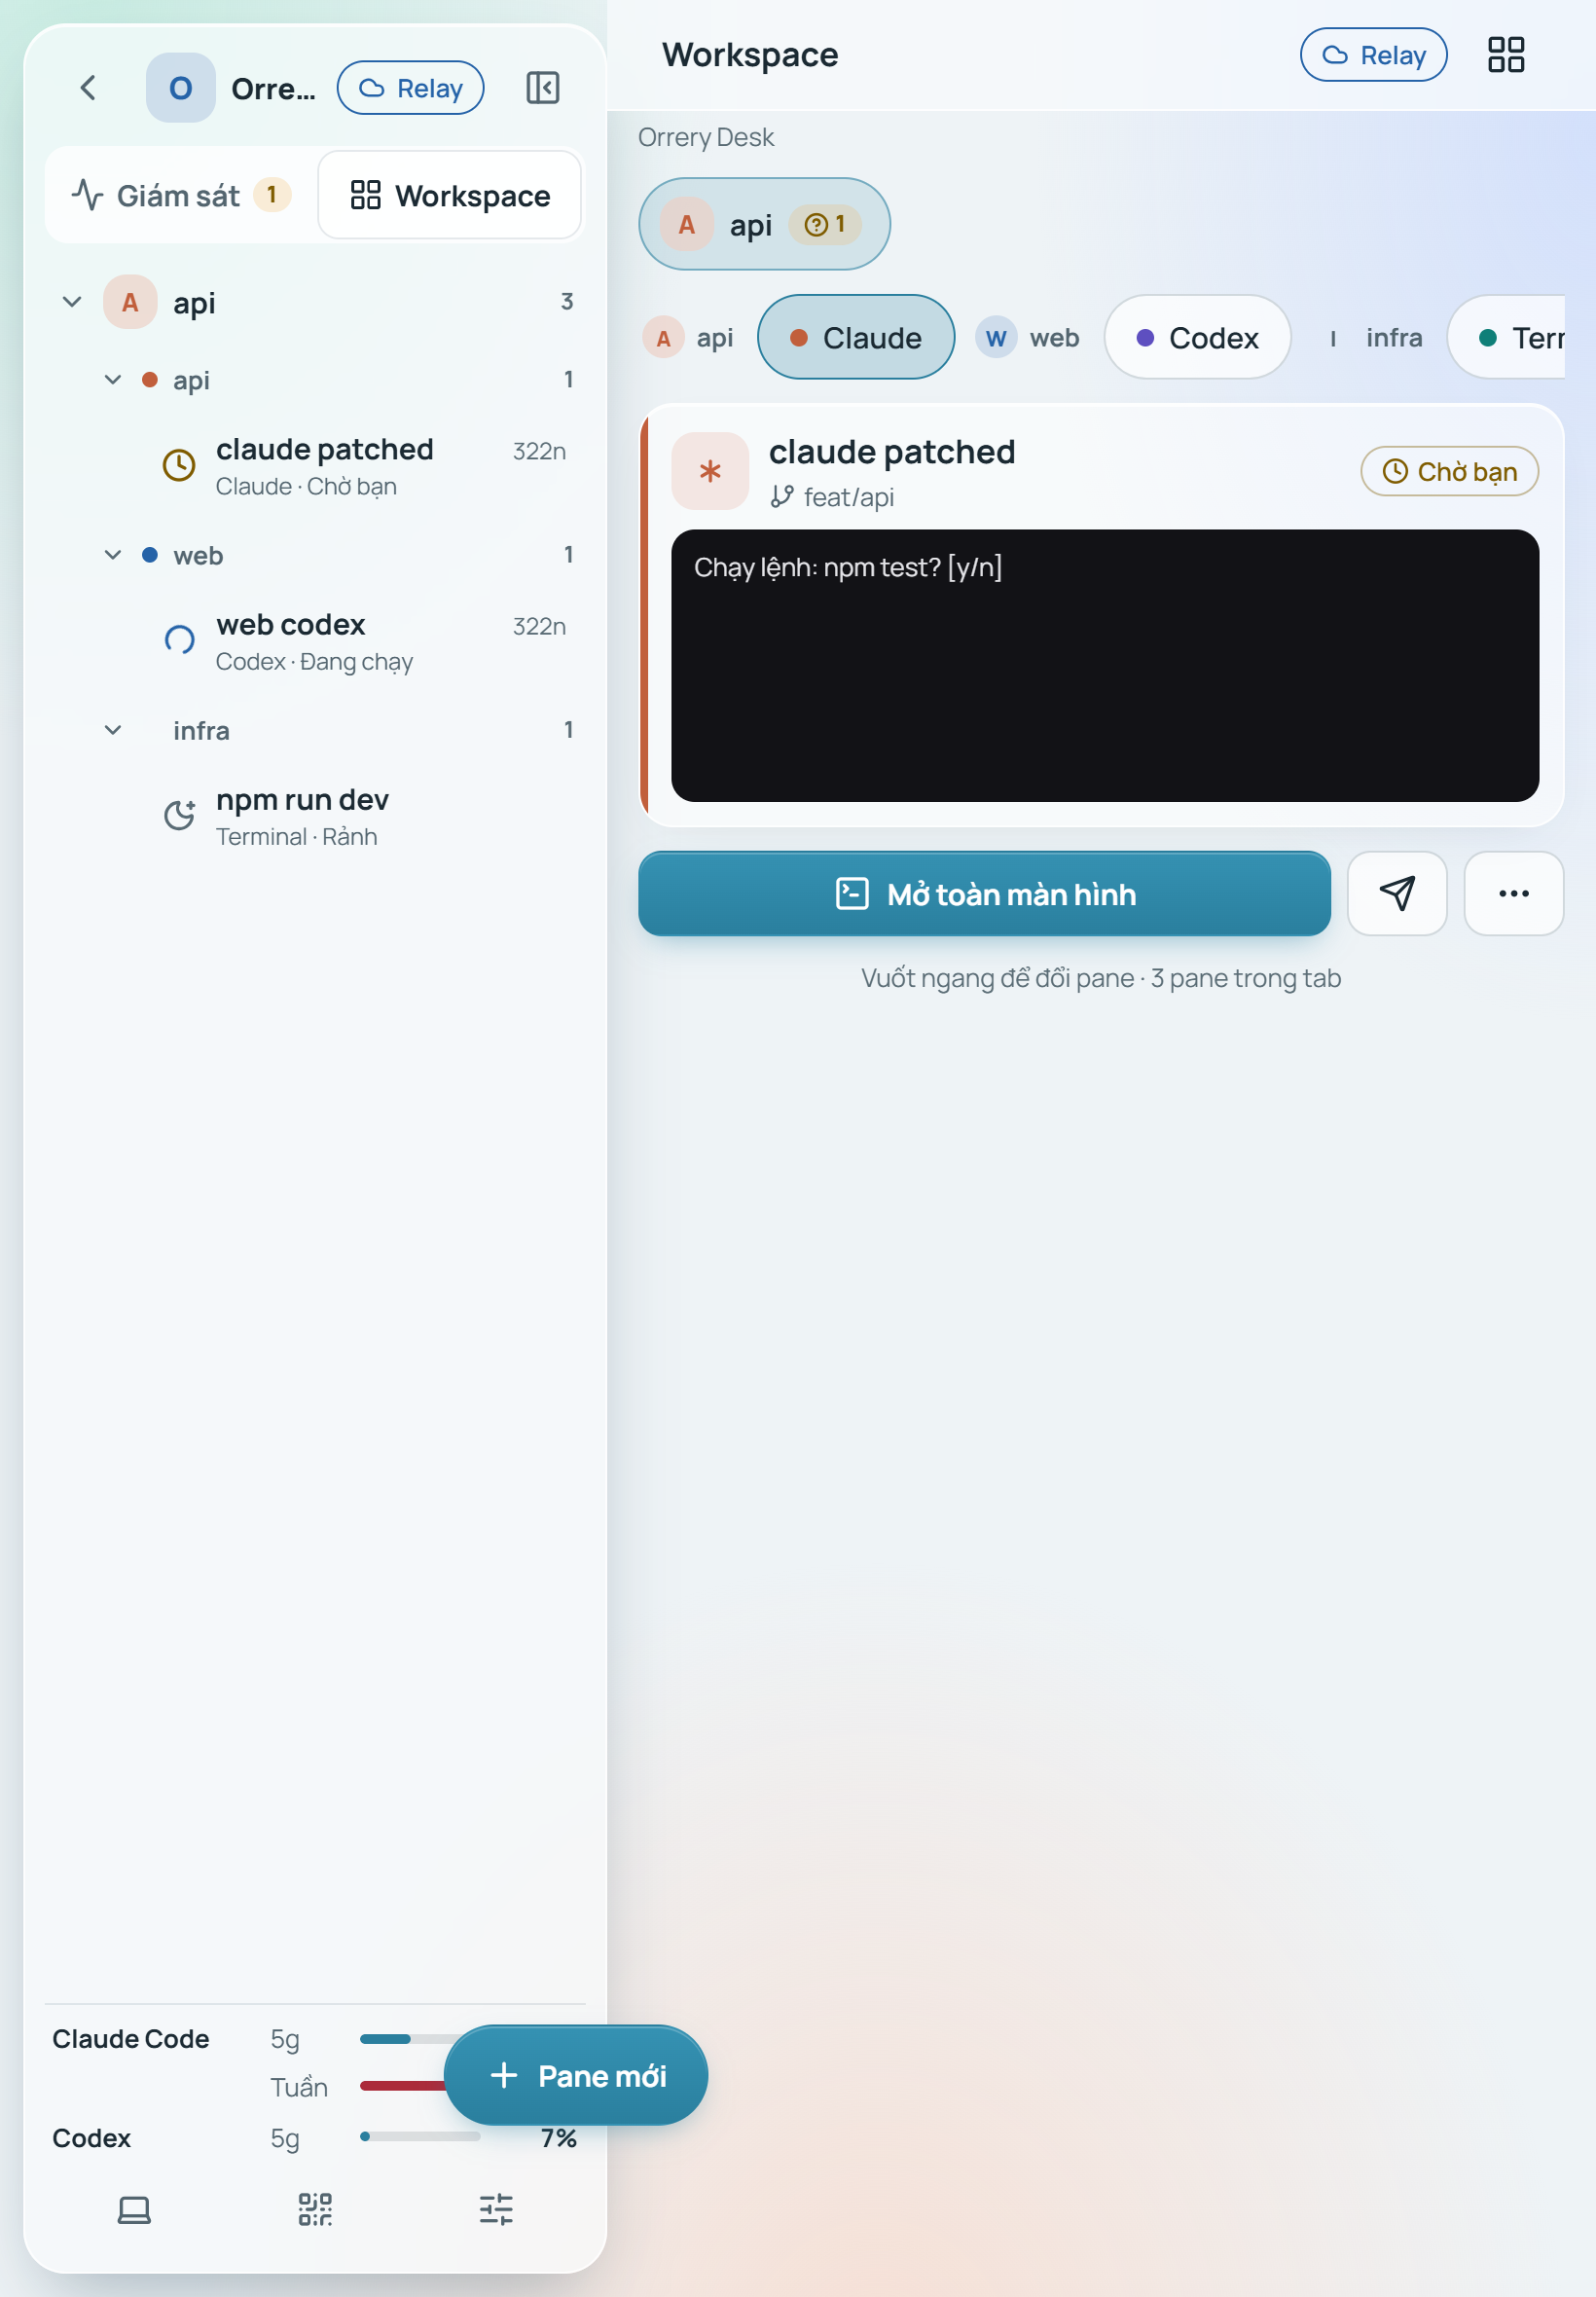 O Orre... Relay
Giám sát 1 Workspace
A api 3
api 1
claude patched 322n
Claude · Chờ bạn
web 1
web codex 322n
Codex · Đang chạy
infra 1
npm run dev
Terminal · Rảnh
Claude Code 5g
Tuần
Codex 5g 7%
Workspace Relay
Orrery Desk
A api 1
A api Claude W web Codex I infra Terr
claude patched
feat/api
Chờ bạn
Chạy lệnh: npm test? [y/n]
Mở toàn màn hình
Vuốt ngang để đổi pane · 3 pane trong tab
Pane mới